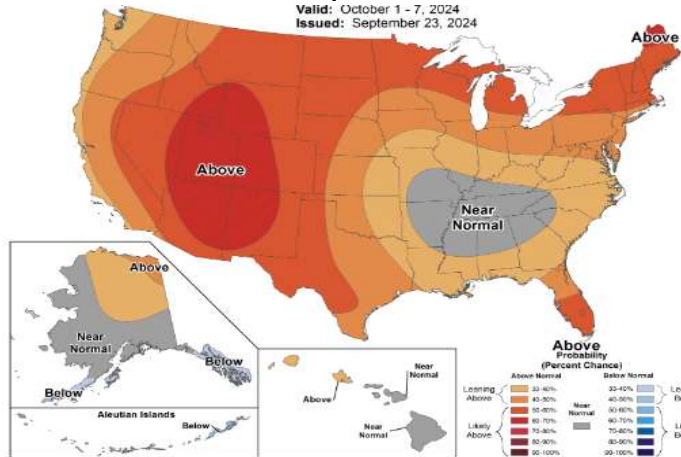 Valid: October 1 - 7, 2024
Issued: September 23, 2024
Above
Above
Near
Normal
Above
Near
Normal
Below
Below
Above
Near
Normal
Near
Normal
Aleutian Islands
Below
Above
Probability
(Percent Chance)
Above Normal
Below Normal
Leaning
Above
33-40%
40-50%
50-60%
Likely
Above
60-70%
70-80%
80-90%
90-100%
Near
Normal
33-40%
40-50%
50-60%
60-70%
70-80%
80-90%
90-100%